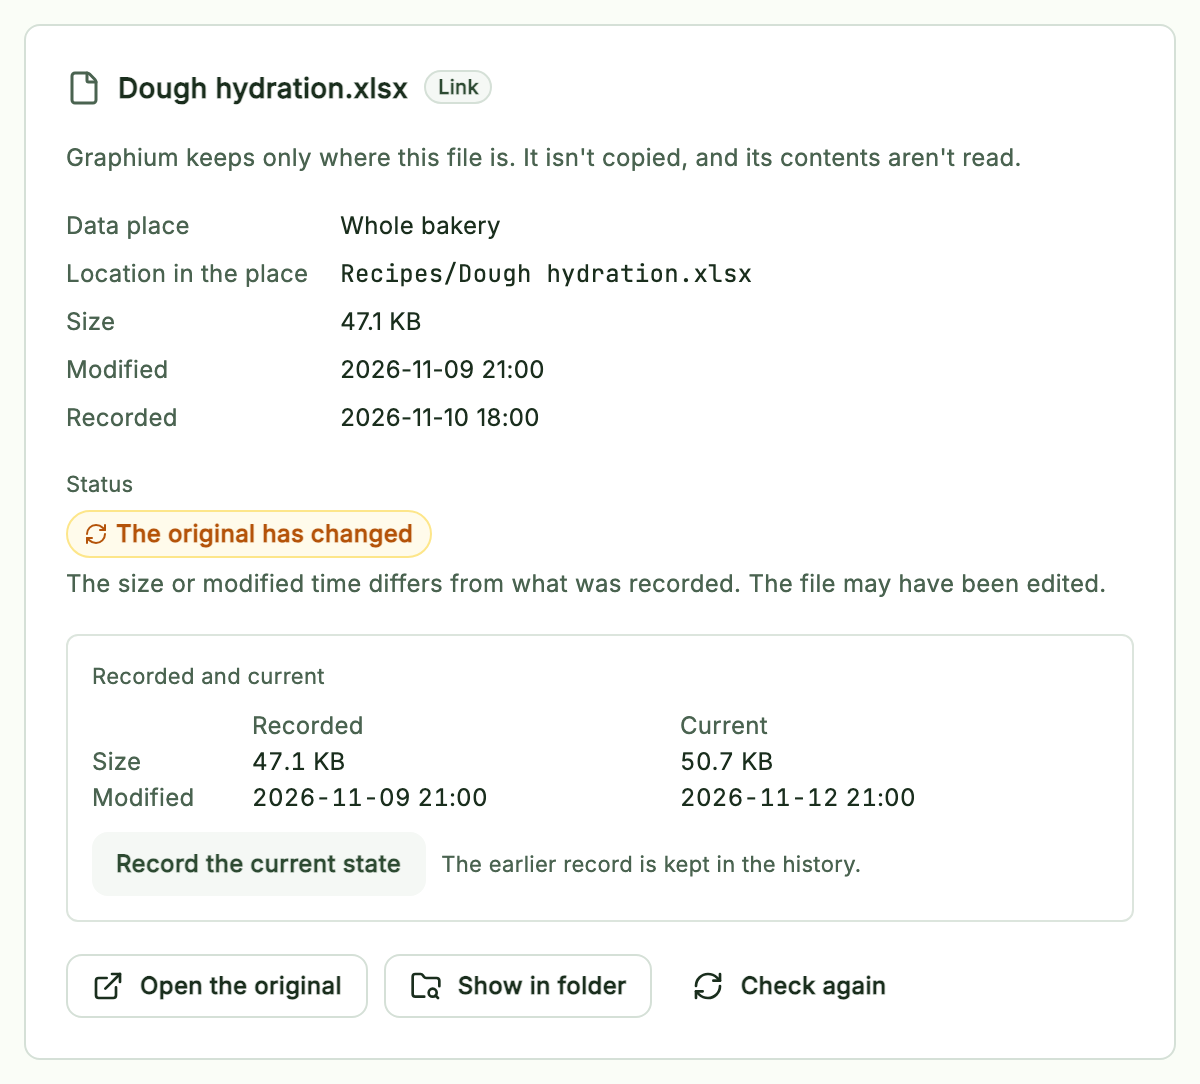 Dough hydration.xlsx Link
Graphium keeps only where this file is. It isn't copied, and its contents aren't read.
Data place Whole bakery
Location in the place Recipes/Dough hydration.xlsx
Size 47.1 KB
Modified 2026-11-09 21:00
Recorded 2026-11-10 18:00
Status
The original has changed
The size or modified time differs from what was recorded. The file may have been edited.
Recorded and current
Recorded Current
Size 47.1 KB 50.7 KB
Modified 2026-11-09 21:00 2026-11-12 21:00
Record the current state The earlier record is kept in the history.
Open the original Show in folder Check again